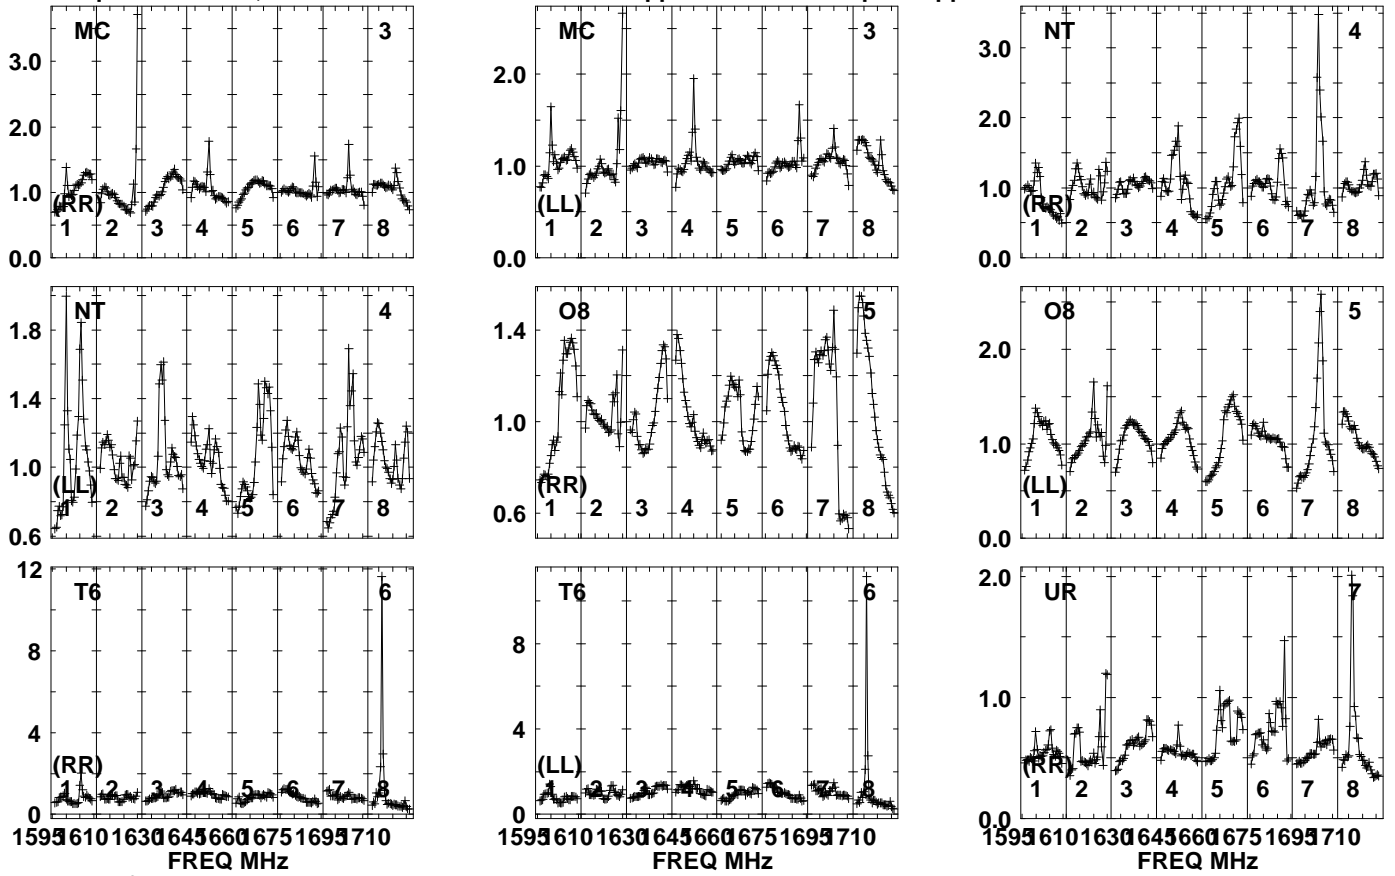 MC 3 MC 3 NT 4
3.0 2.0 3.0
2.0 1.0 2.0
1.0 0.0 1.0
0.0 0.0
(RR) (LL) (RR)
1 2 3 4 5 6 7 8 1 2 3 4 5 6 7 8 1 2 3 4 5 6 7 8
NT 4 O8 5 O8 5
1.8 1.4 2.0
1.4 1.0 1.0
1.0 0.6 0.0
0.6
(LL) (RR) (LL)
1 2 3 4 5 6 7 8 1 2 3 4 5 6 7 8 1 2 3 4 5 6 7 8
T6 6 T6 6 UR 7
12 8 2.0
8 4 1.0
4 0 0.0
0
(RR) (LL) (RR)
1 2 3 4 5 6 7 8 1 2 3 4 5 6 7 8 1 2 3 4 5 6 7 8
1595 1610 1630 1645 1660 1675 1695 1710 1595 1610 1630 1645 1660 1675 1695 1710 1595 1610 1630 1645 1660 1675 1695 1710
FREQ MHz FREQ MHz FREQ MHz